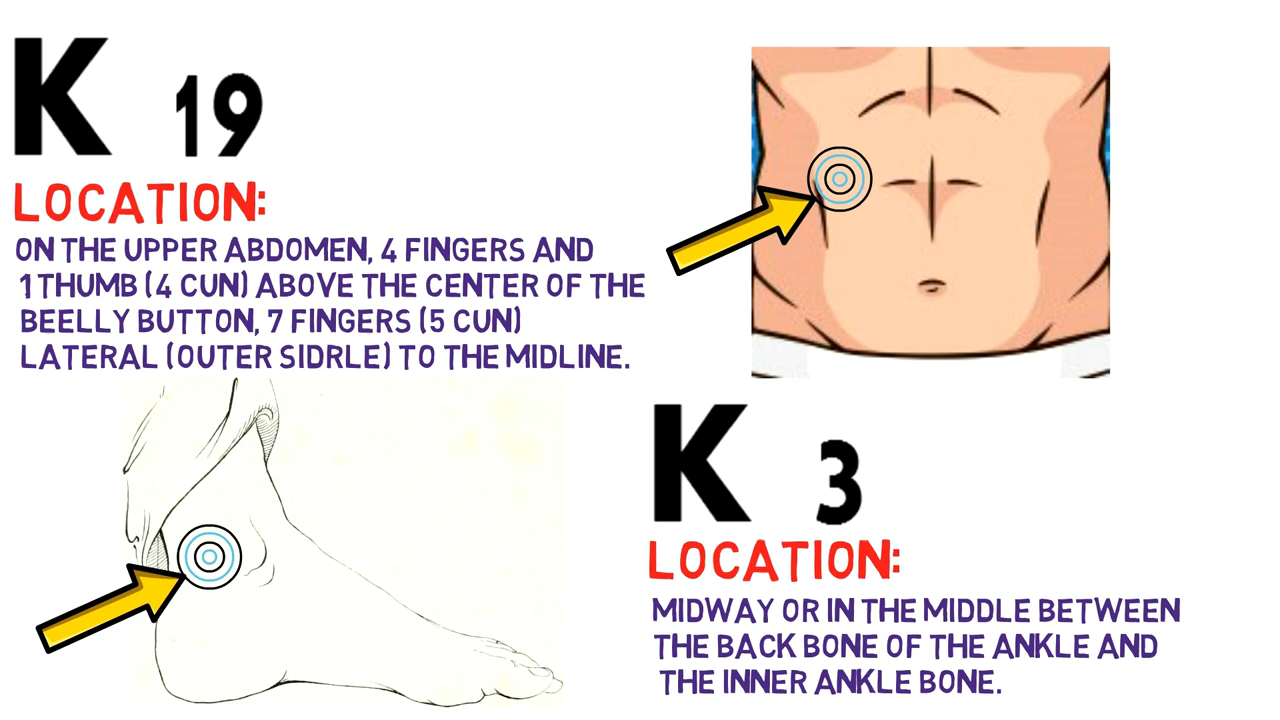 K 19
LOCATION:
ON THE UPPER ABDOMEN, 4 FINGERS AND
1 THUMB (4 CUN) ABOVE THE CENTER OF THE
BEELLY BUTTON, 7 FINGERS (5 CUN)
LATERAL (OUTER SIDRLE) TO THE MIDLINE.
K 3
LOCATION:
MIDWAY OR IN THE MIDDLE BETWEEN
THE BACK BONE OF THE ANKLE AND
THE INNER ANKLE BONE.